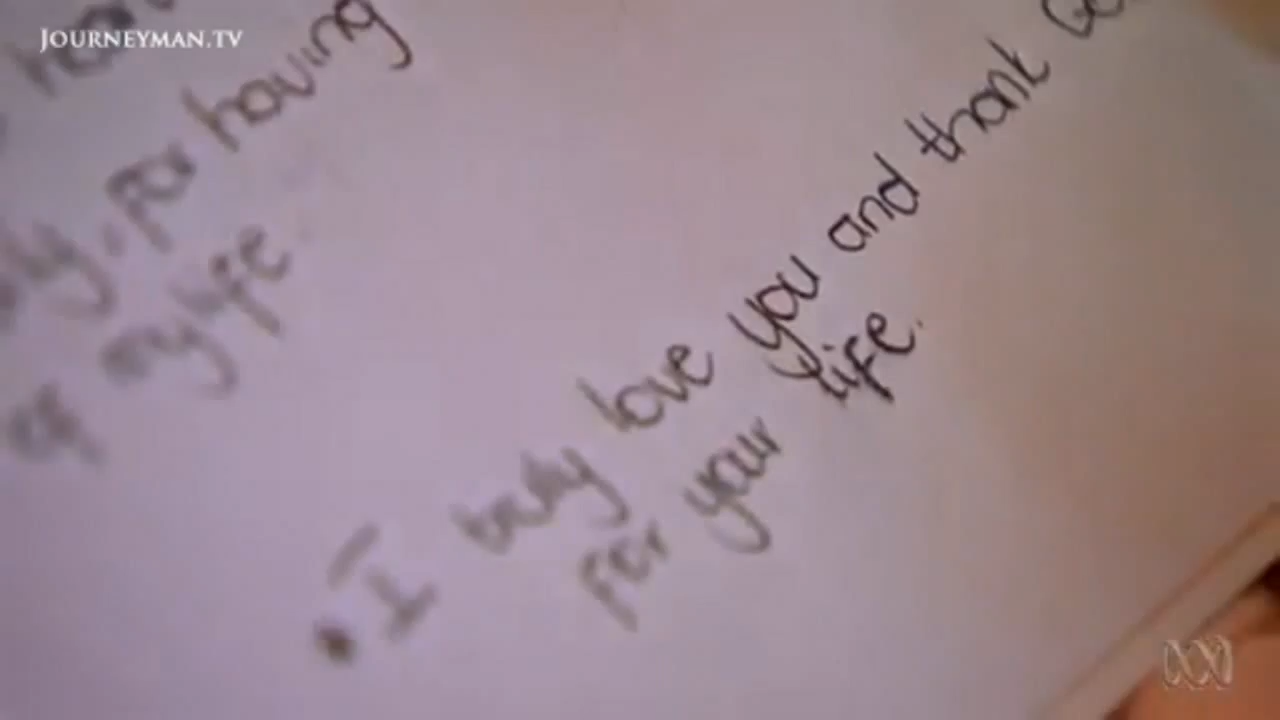 JOURNEYMAN.TV
for having
of my life.
• I truly love you and thank
for your life.